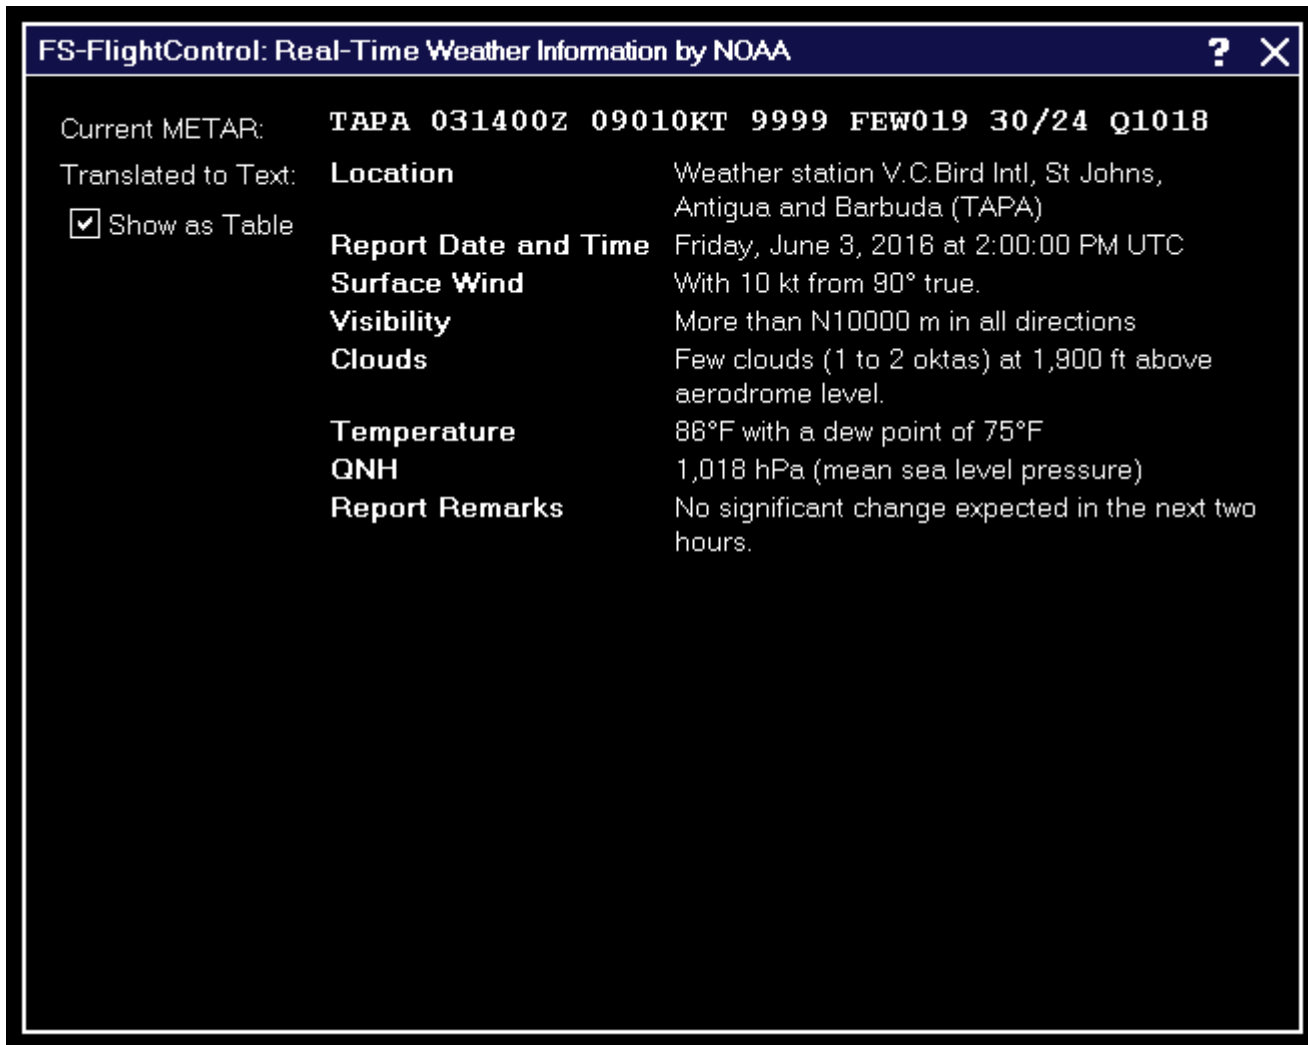 FS-FlightControl: Real-Time Weather Information by NOAA ? X
Current METAR: TAPA 031400Z 09010KT 9999 FEW019 30/24 Q1018
Translated to Text:
Show as Table
Location Weather station V.C.Bird Intl, St Johns,
Antigua and Barbuda (TAPA)
Report Date and Time Friday, June 3, 2016 at 2:00:00 PM UTC
Surface Wind With 10 kt from 90° true.
Visibility More than N10000 m in all directions
Clouds Few clouds (1 to 2 oktas) at 1,900 ft above
aerodrome level.
Temperature 86°F with a dew point of 75°F
QNH 1,018 hPa (mean sea level pressure)
Report Remarks No significant change expected in the next two
hours.